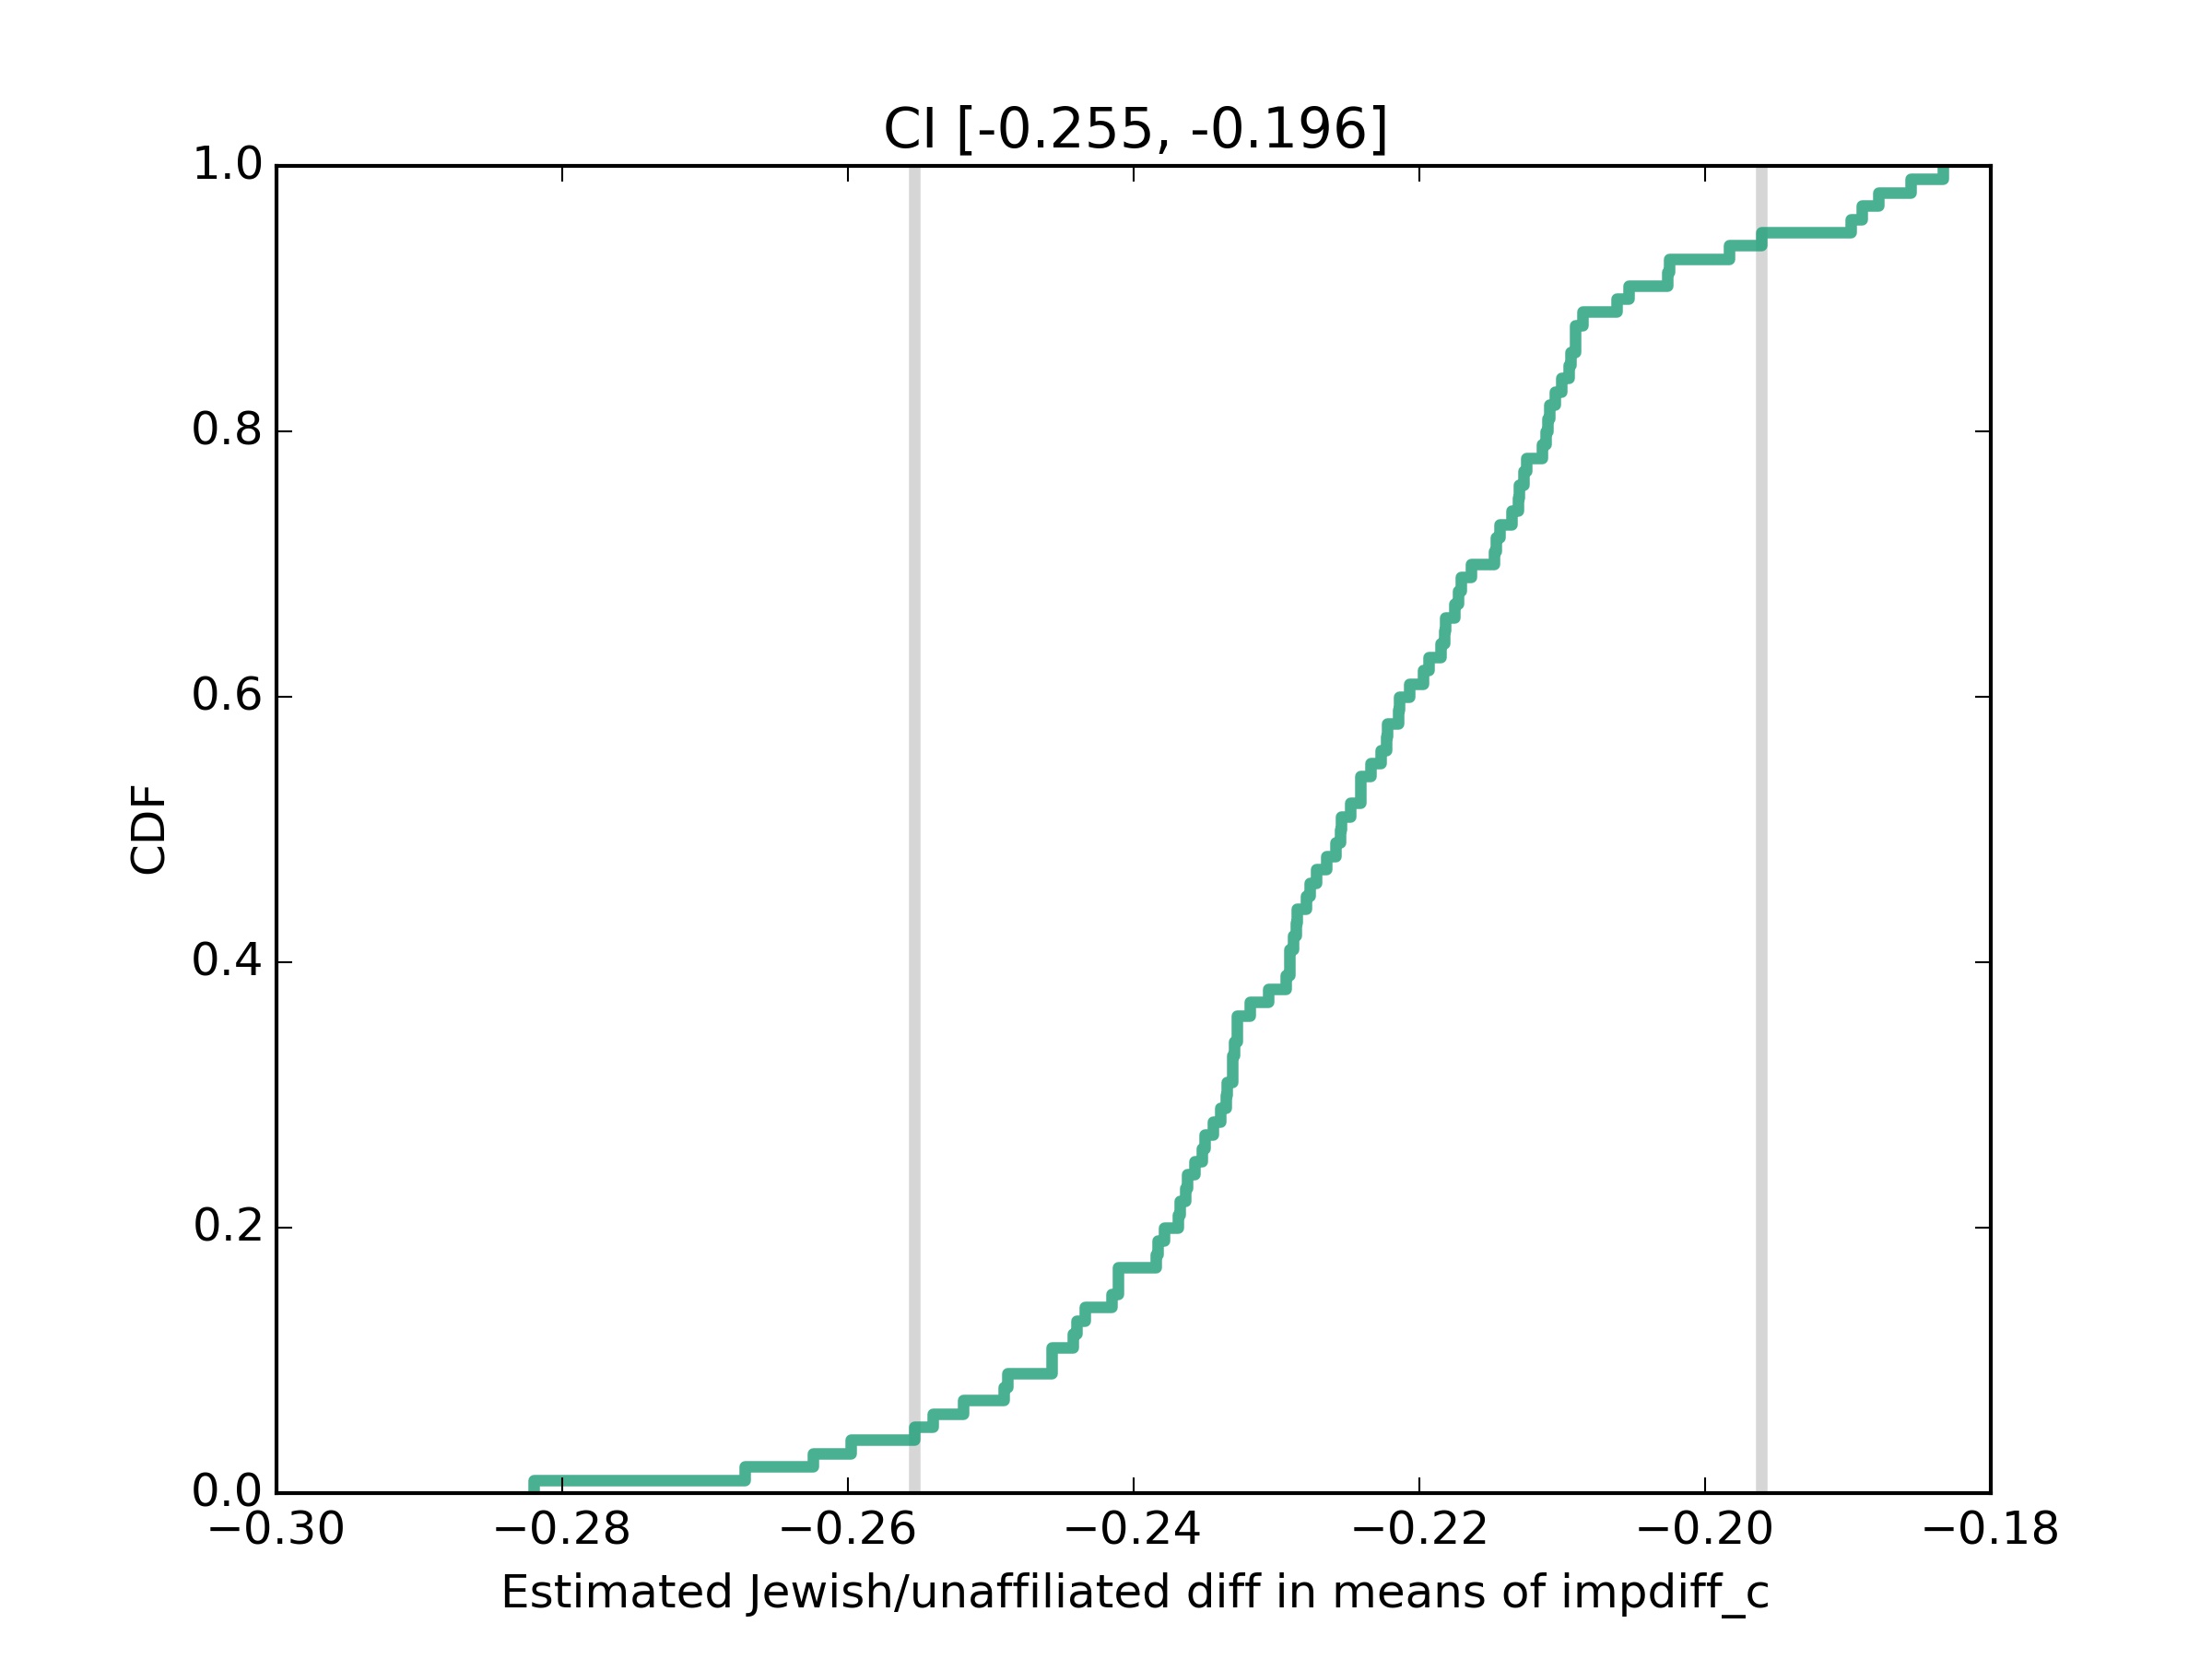 CI [-0.255, -0.196]
1.0
0.8
0.6
0.4
0.2
0.0
CDF
−0.30 −0.28 −0.26 −0.24 −0.22 −0.20 −0.18
Estimated Jewish/unaffiliated diff in means of impdiff_c